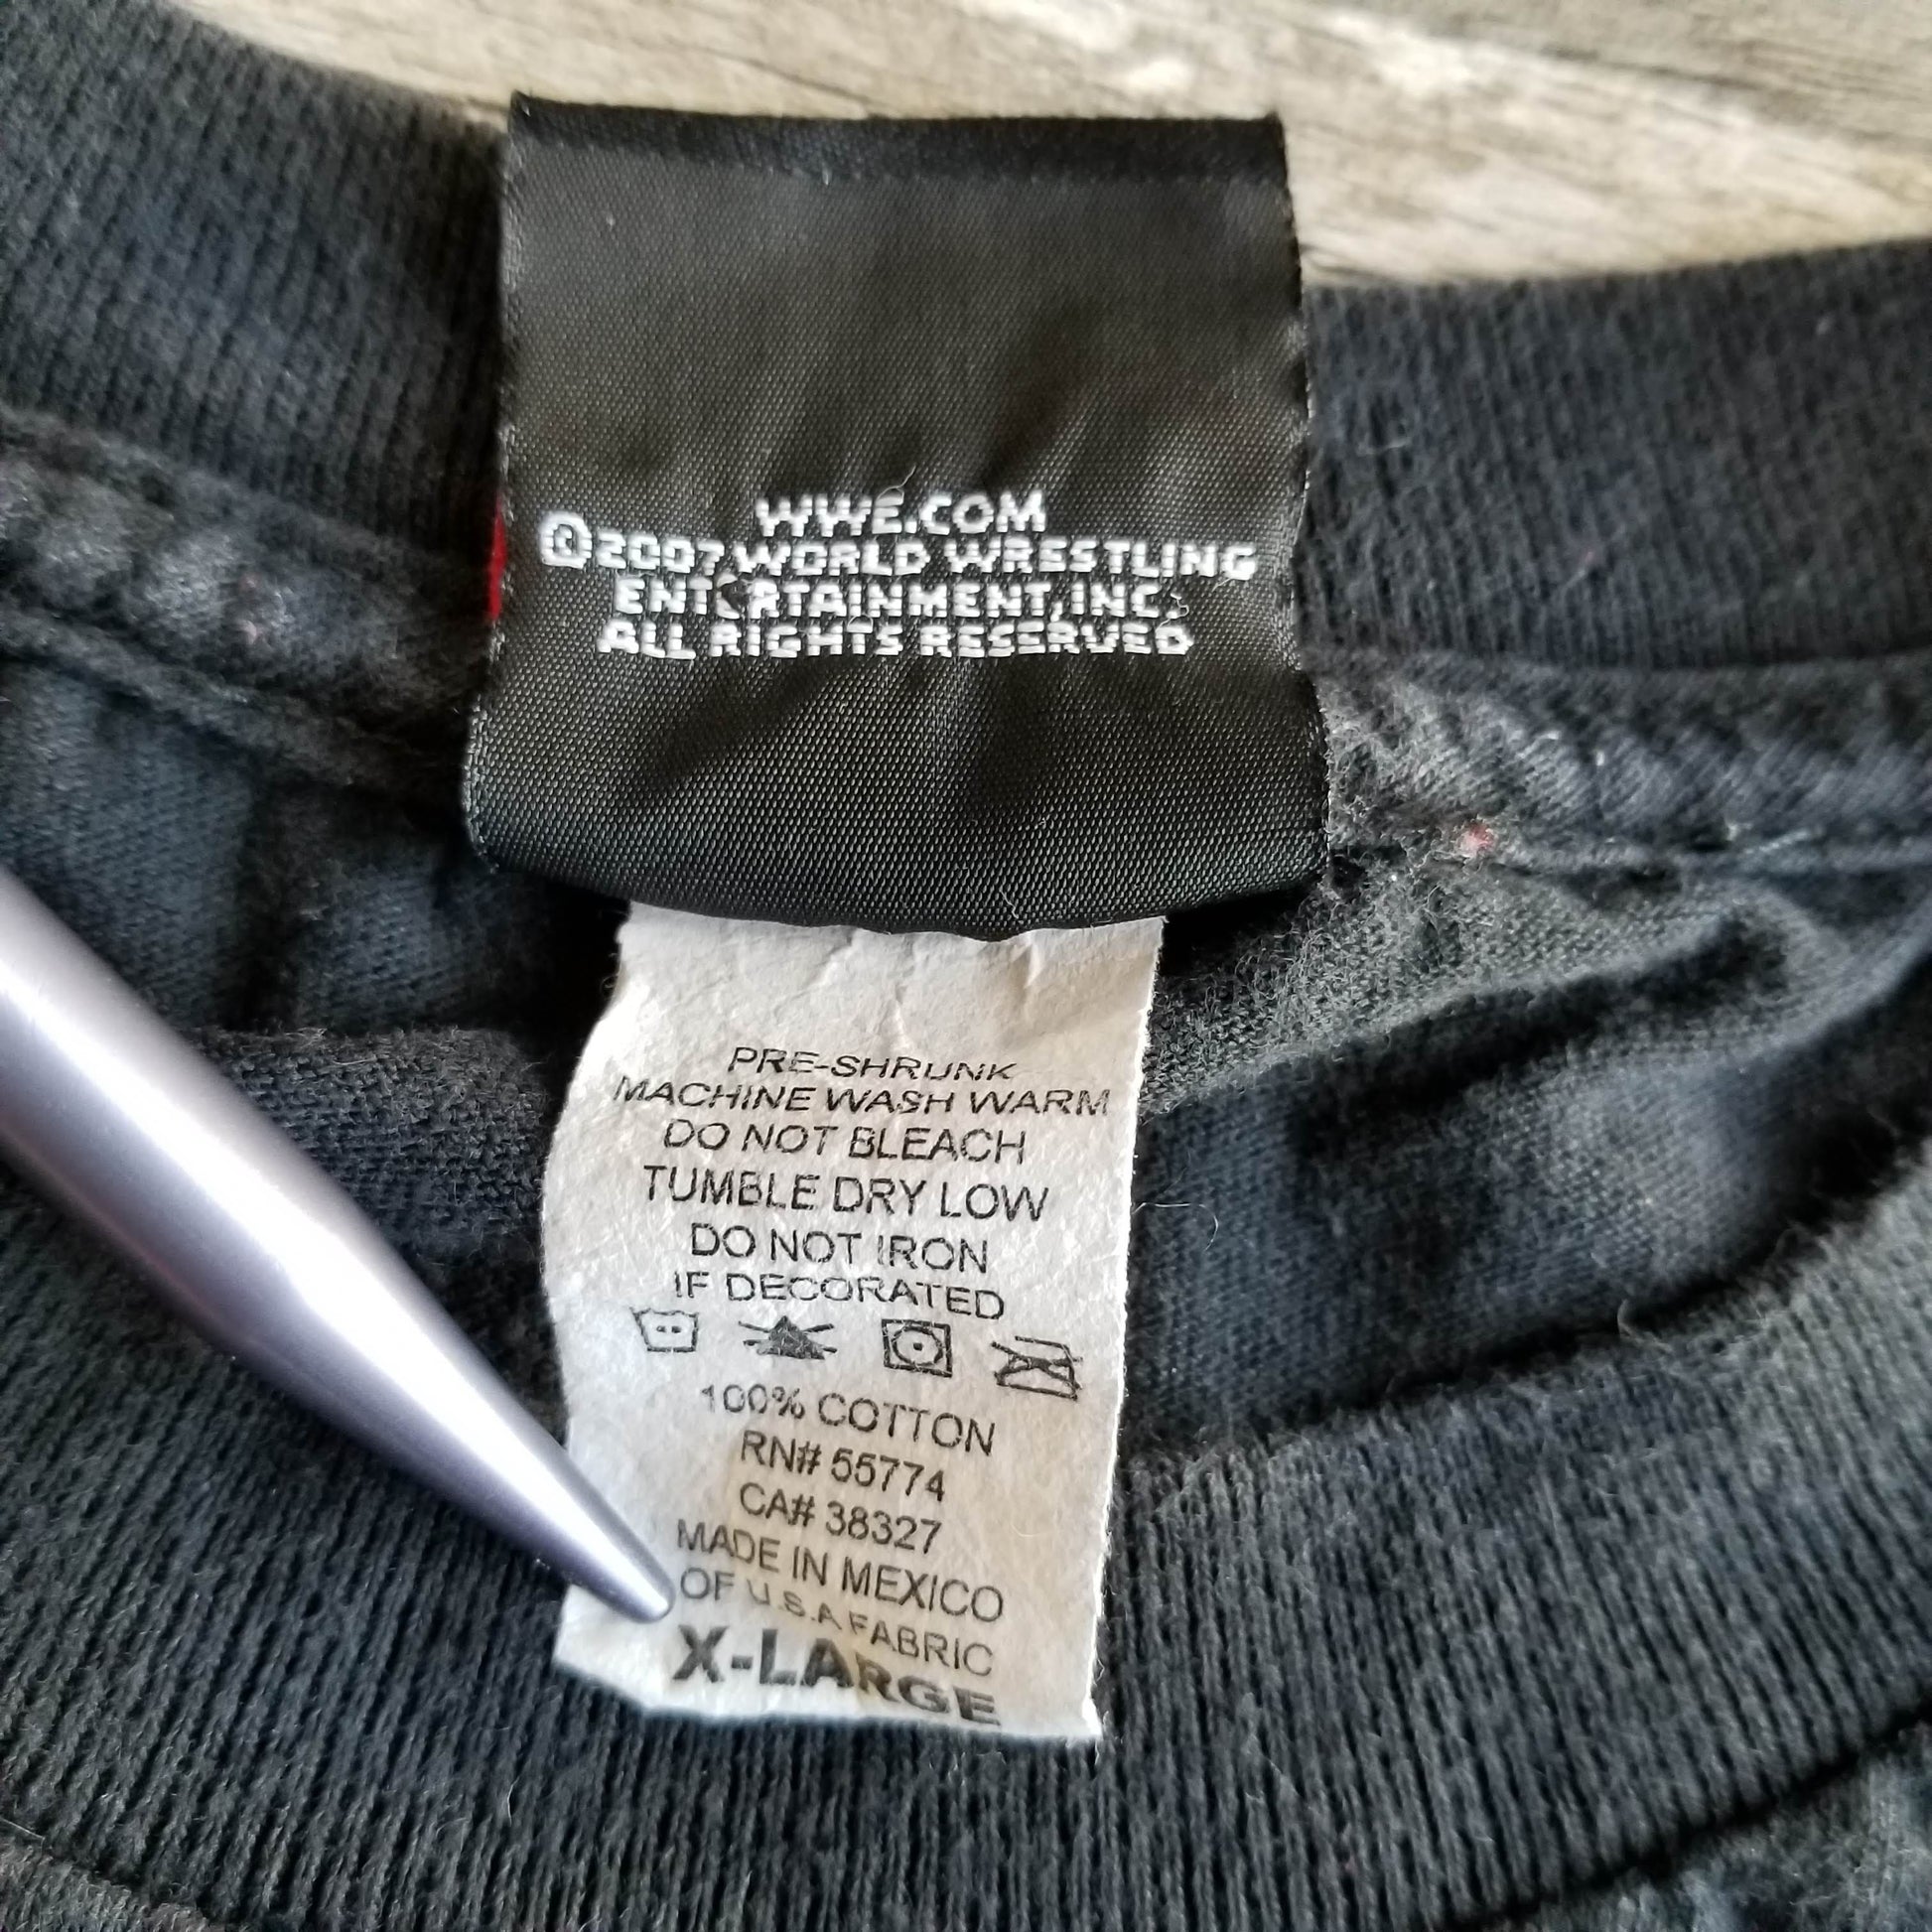 WWE.COM
©2007 WORLD WRESTLING
ENTERTAINMENT, INC.
ALL RIGHTS RESERVED
PRE-SHRUNK
MACHINE WASH WARM
DO NOT BLEACH
TUMBLE DRY LOW
DO NOT IRON
IF DECORATED
100% COTTON
RN# 55774
CA# 38327
MADE IN MEXICO
OF U.S.A FABRIC
X-LARGE